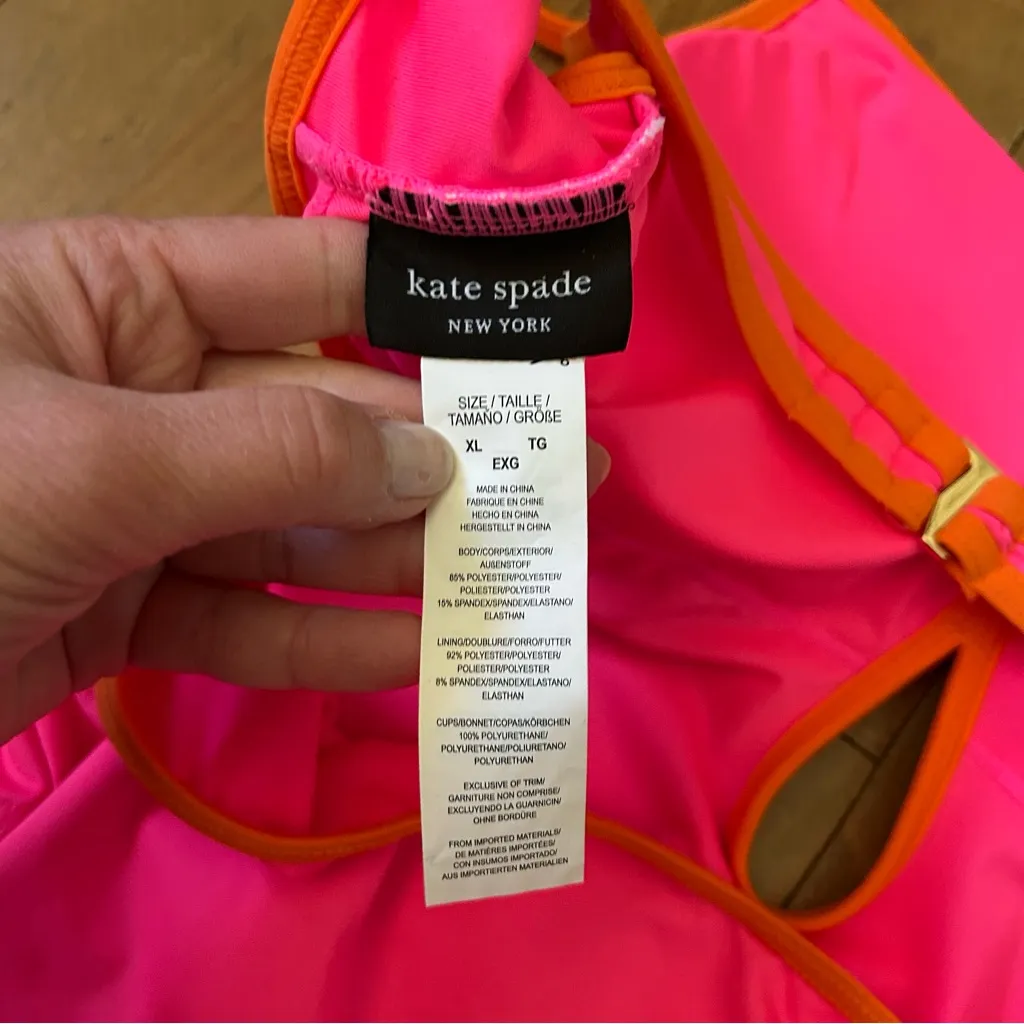 kate spade
NEW YORK
SIZE / TAILLE /
TAMAÑO / GRÖßE
XL TG
EXG
MADE IN CHINA
FABRIQUE EN CHINE
HECHO EN CHINA
HERGESTELLT IN CHINA
BODY/CORPS/EXTERIOR/
AUßENSTOFF
85% POLYESTER/POLYESTER/
POLIESTER/POLYESTER
15% SPANDEX/SPANDEX/ELASTANO/
ELASTHAN
LINING/DOUBLURE/FORRO/FUTTER
92% POLYESTER/POLYESTER/
POLIESTER/POLYESTER
8% SPANDEX/SPANDEX/ELASTANO/
ELASTHAN
CUPS/BONNET/COPAS/KÖRBCHEN
100% POLYURETHANE/
POLYURETHANE/POLIURETANO/
POLYURETHAN
EXCLUSIVE OF TRIM/
GARNITURE NON COMPRISE/
EXCLUYENDO LA GUARNICIN/
OHNE BORDÜRE
FROM IMPORTED MATERIALS/
DE MATIÈRES IMPORTÉES/
CON INSUMOS IMPORTADO/
AUS IMPORTIERTEN MATERIALIEN